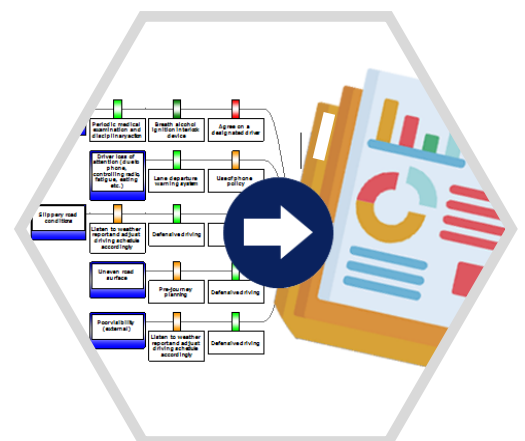 Periodic medical
examination and
disciplinary action
Breath alcohol
ignition interlock
device
Agree on a
designated driver
Driver loss of
attention (due to
phone,
controlling radio,
fatigue, eating
etc.)
Lane departure
warning system
Use of phone
policy
Slippery road
conditions
Listen to weather
report and adjust
driving schedule
accordingly
Defensive driving
Uneven road
surface
Pre-journey
planning
Defensive driving
Poor visibility
(external)
Listen to weather
report and adjust
driving schedule
accordingly
Defensive driving